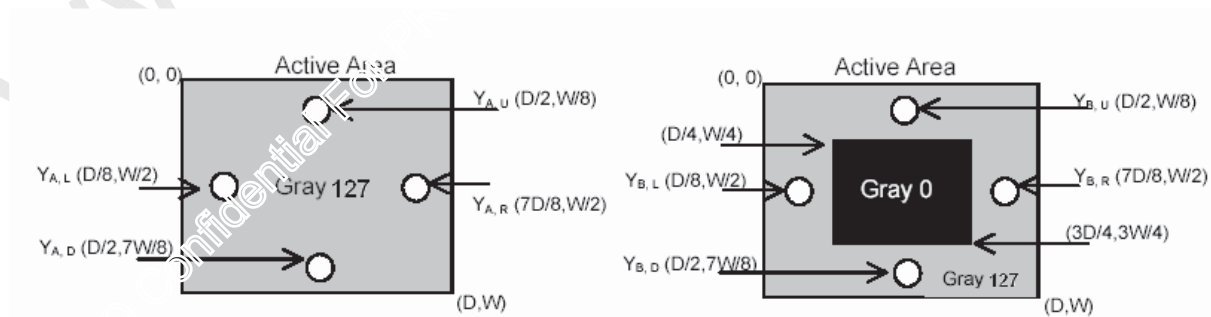 Active Area
(0, 0)
YA, U (D/2,W/8)
YA, L (D/8,W/2)
Gray 127
YA, R (7D/8,W/2)
YA, D (D/2,7W/8)
(D,W)
Confidential For
Active Area
(0, 0)
YB, U (D/2,W/8)
(D/4,W/4)
YB, L (D/8,W/2)
Gray 0
YB, R (7D/8,W/2)
(3D/4,3W/4)
YB, D (D/2,7W/8)
Gray 127
(D,W)